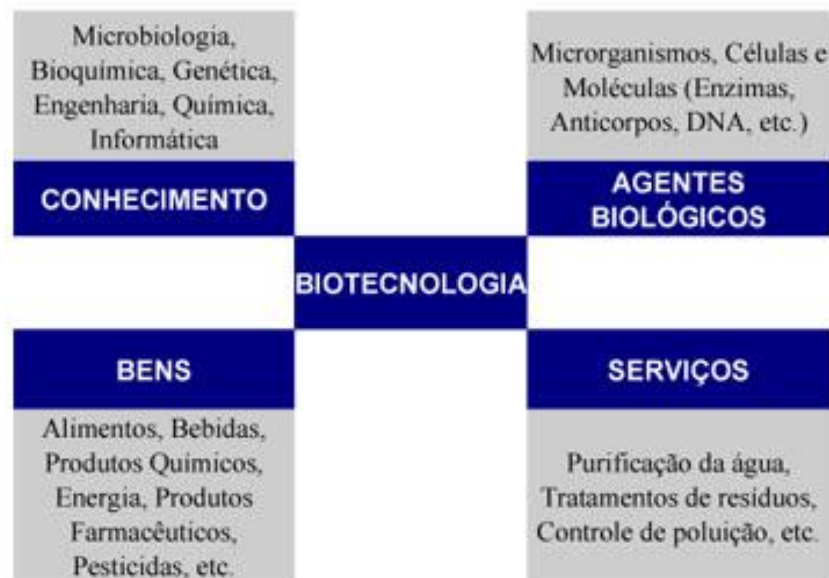 Microbiologia,
Bioquímica, Genética,
Engenharia, Química,
Informática
CONHECIMENTO
Microrganismos, Células e
Moléculas (Enzimas,
Anticorpos, DNA, etc.)
AGENTES
BIOLÓGICOS
BIOTECNOLOGIA
BENS
Alimentos, Bebidas,
Produtos Químicos,
Energia, Produtos
Farmacêuticos,
Pesticidas, etc.
SERVIÇOS
Purificação da água,
Tratamentos de resíduos,
Controle de poluição, etc.